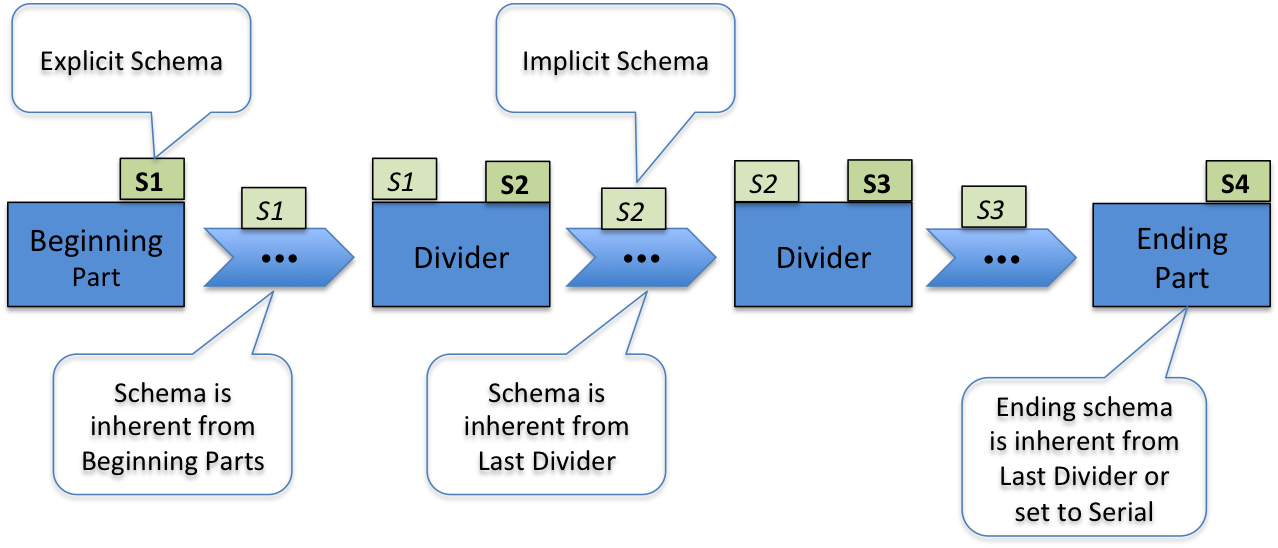 Explicit Schema
Implicit Schema
S1
S1
S1
S2
S2
S2
S3
S3
S4
Beginning
Part
•••
Divider
•••
Divider
•••
Ending
Part
Schema is
inherent from
Beginning Parts
Schema is
inherent from
Last Divider
Ending schema
is inherent from
Last Divider or
set to Serial